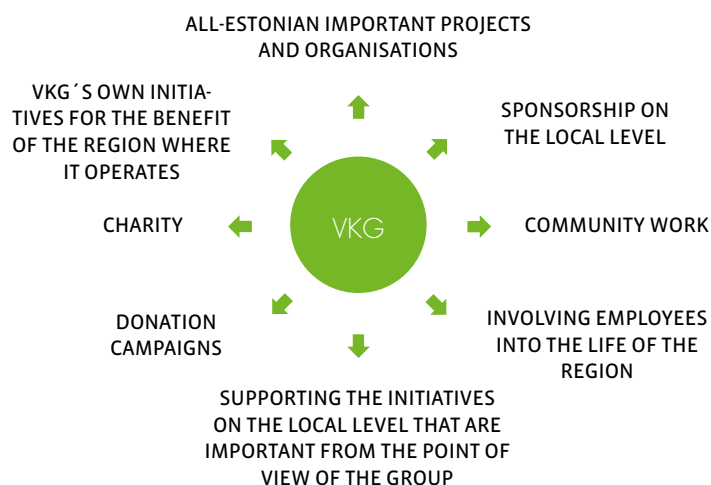 ALL-ESTONIAN IMPORTANT PROJECTS
AND ORGANISATIONS
VKG´S OWN INITIA-
TIVES FOR THE BENEFIT
OF THE REGION WHERE
IT OPERATES
SPONSORSHIP ON
THE LOCAL LEVEL
CHARITY
VKG
COMMUNITY WORK
DONATION
CAMPAIGNS
INVOLVING EMPLOYEES
INTO THE LIFE OF THE
REGION
SUPPORTING THE INITIATIVES
ON THE LOCAL LEVEL THAT ARE
IMPORTANT FROM THE POINT OF
VIEW OF THE GROUP